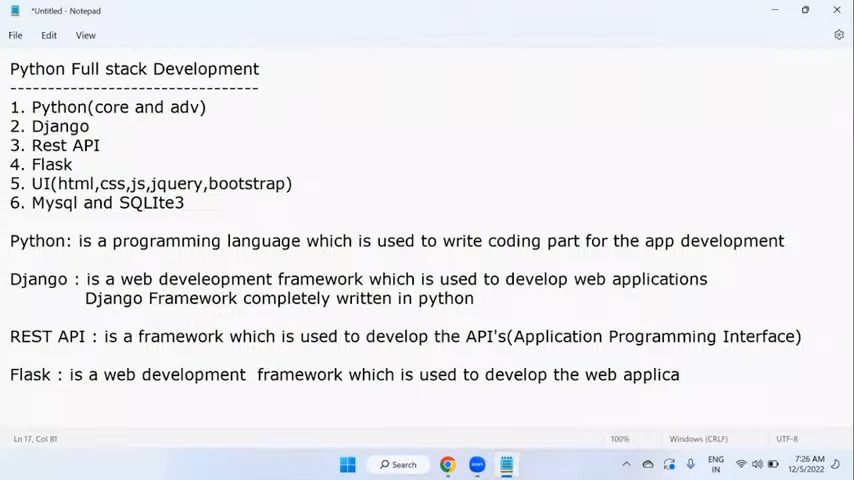 *Untitled - Notepad
File Edit View
Python Full stack Development
---------------------------------
1. Python(core and adv)
2. Django
3. Rest API
4. Flask
5. UI(html,css,js,jquery,bootstrap)
6. Mysql and SQLIte3
Python: is a programming language which is used to write coding part for the app development
Django : is a web develeopment framework which is used to develop web applications
Django Framework completely written in python
REST API : is a framework which is used to develop the API's(Application Programming Interface)
Flask : is a web development  framework which is used to develop the web applica
Ln 17, Col 81 100% Windows (CRLF) UTF-8
Search zoom ENG 7:26 AM
IN 12/5/2022